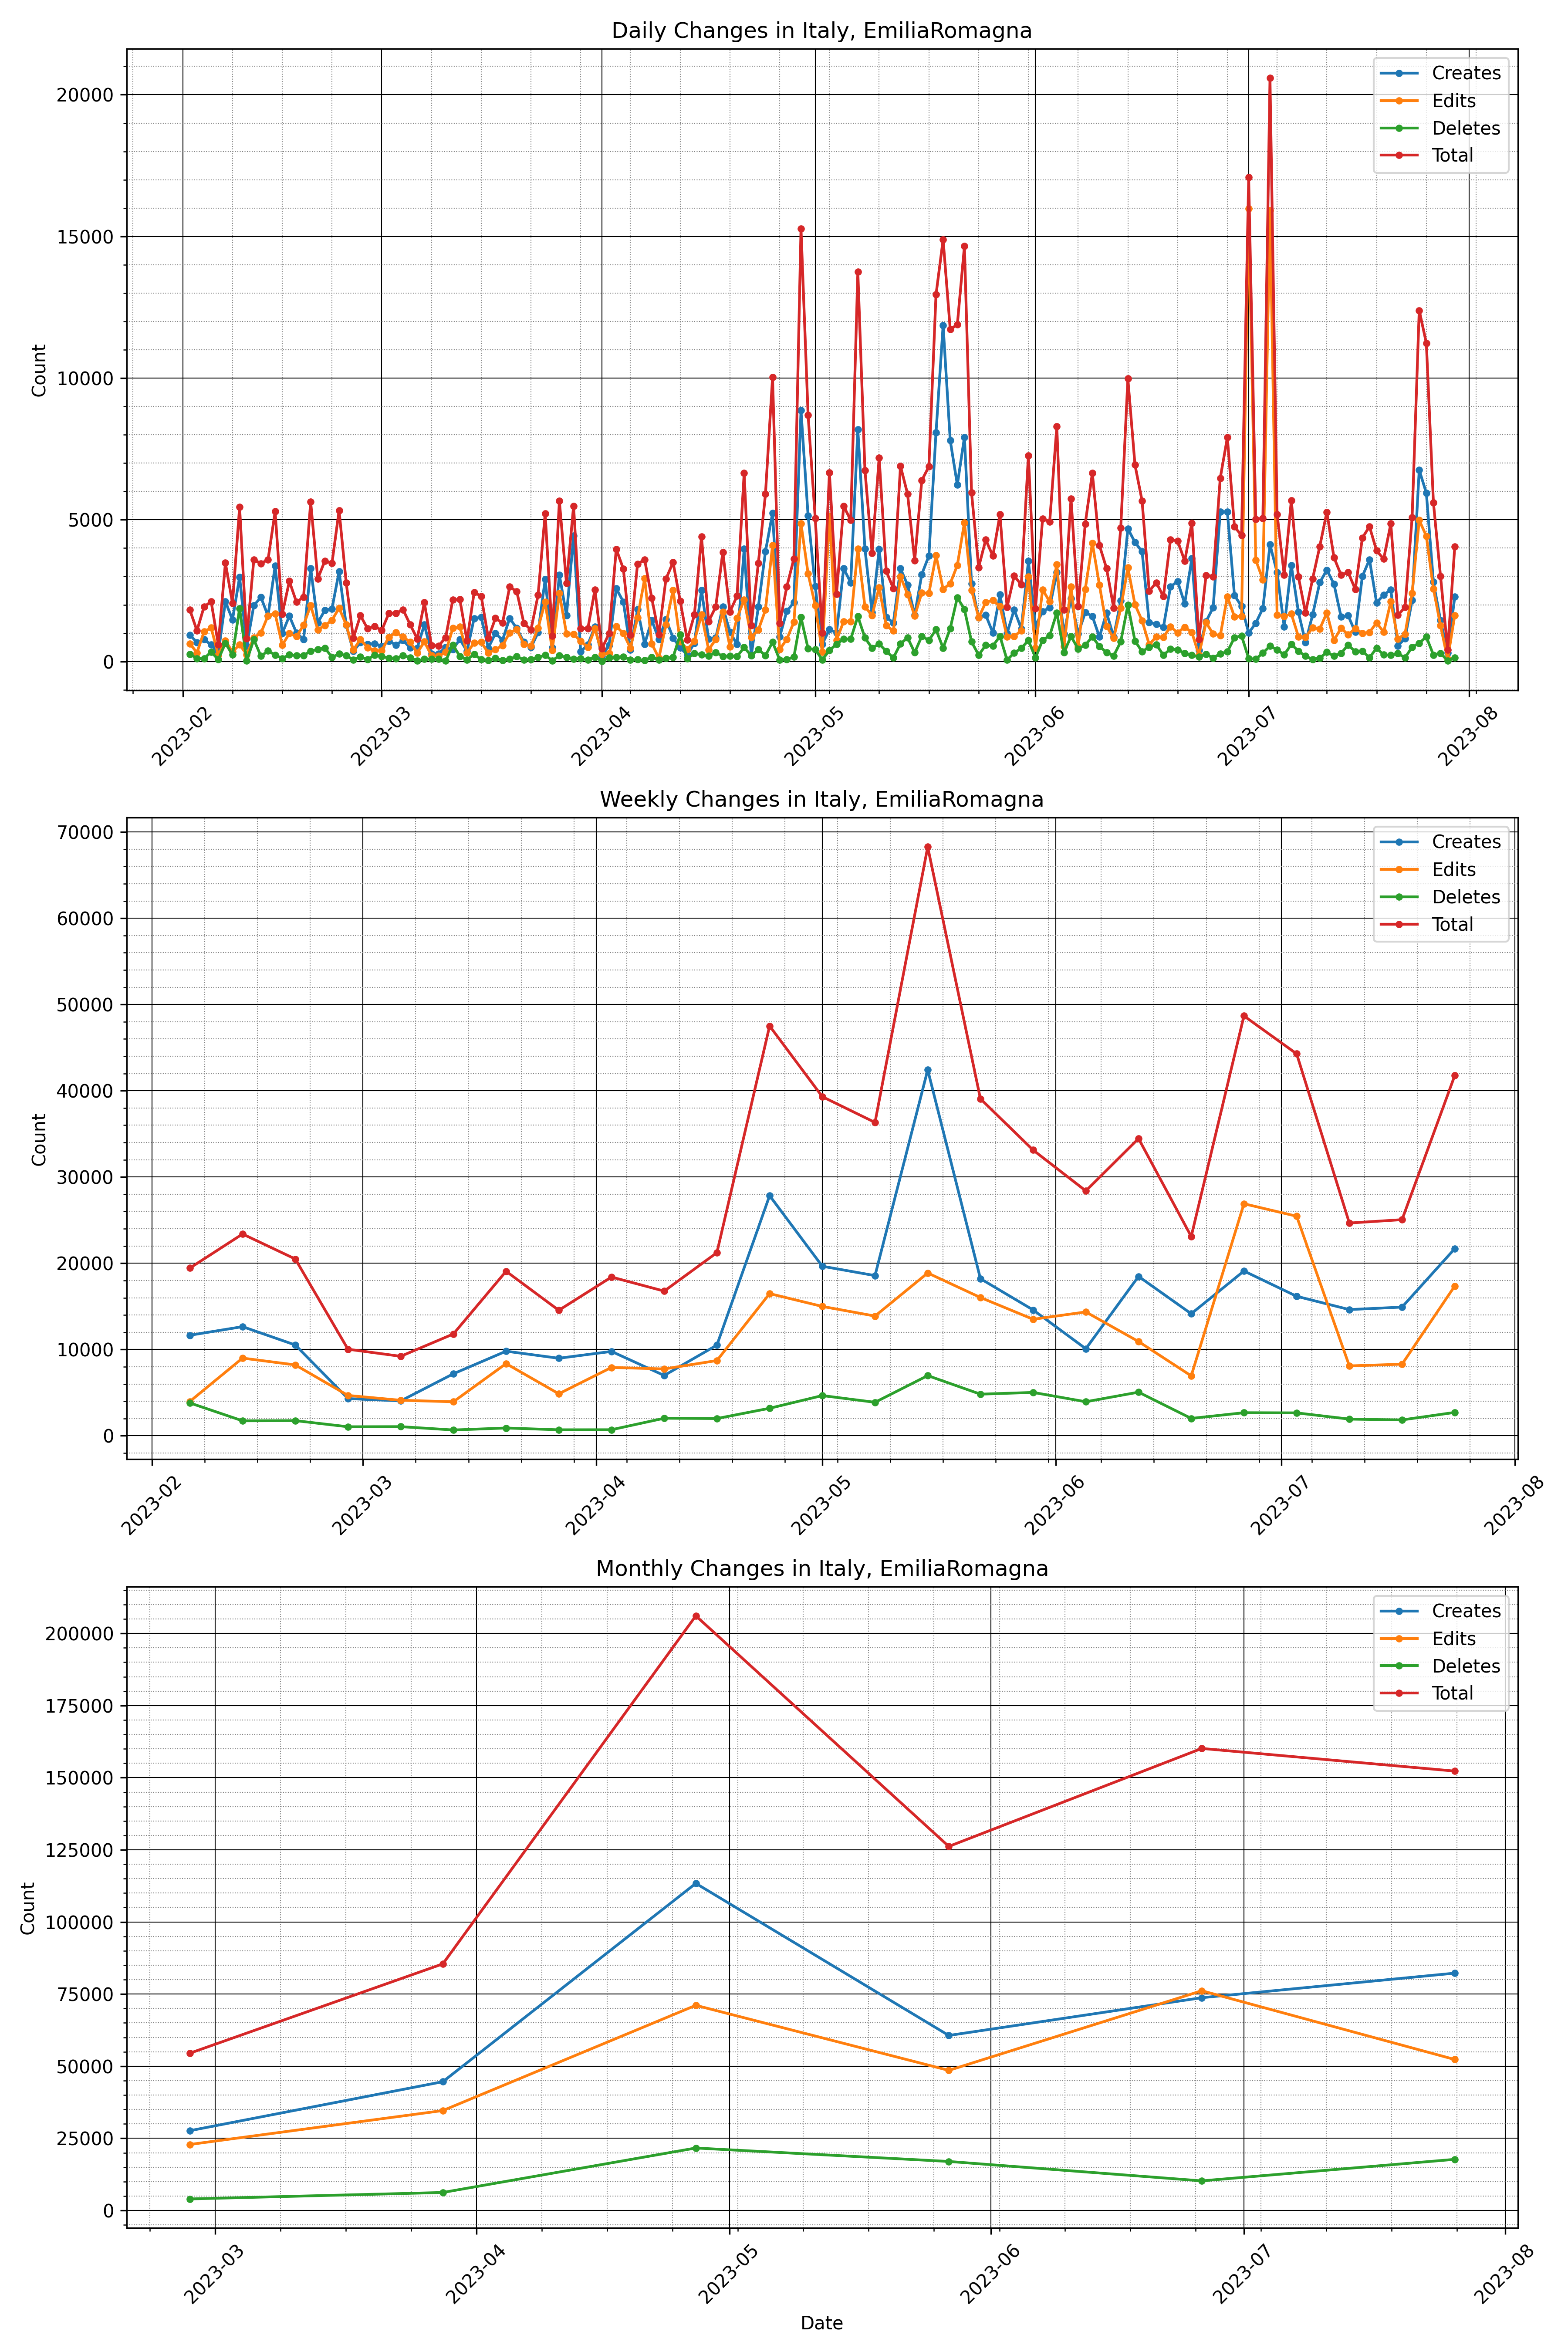 Daily Changes in Italy, EmiliaRomagna
Creates
Edits
Deletes
Total
20000
15000
10000
5000
0
Count
2023-02
2023-03
2023-04
2023-05
2023-06
2023-07
2023-08
Weekly Changes in Italy, EmiliaRomagna
Creates
Edits
Deletes
Total
70000
60000
50000
40000
30000
20000
10000
0
Count
2023-02
2023-03
2023-04
2023-05
2023-06
2023-07
2023-08
Monthly Changes in Italy, EmiliaRomagna
Creates
Edits
Deletes
Total
200000
175000
150000
125000
100000
75000
50000
25000
0
Count
2023-03
2023-04
2023-05
2023-06
2023-07
2023-08
Date